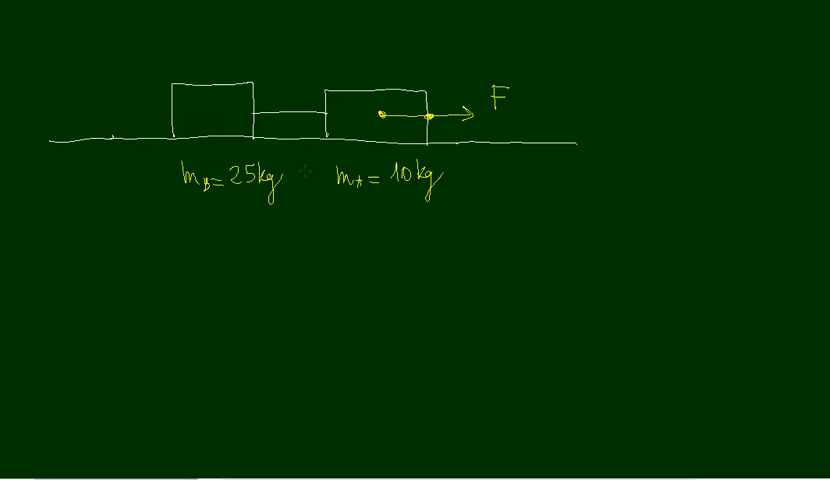 F
m_B = 25kg
m_A = 10kg